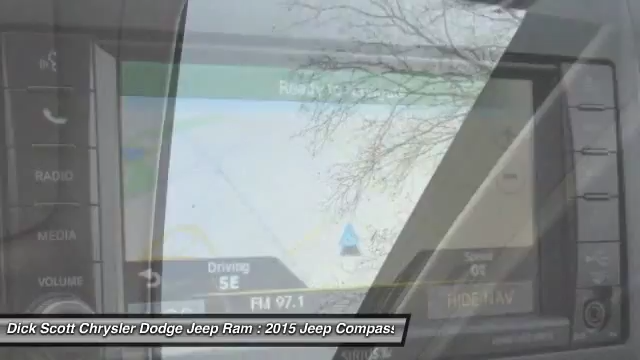 Ready to
RADIO
MEDIA
VOLUME
Driving
SE
FM 97.1
Speed
HIDE NAV
Dick Scott Chrysler Dodge Jeep Ram : 2015 Jeep Compass